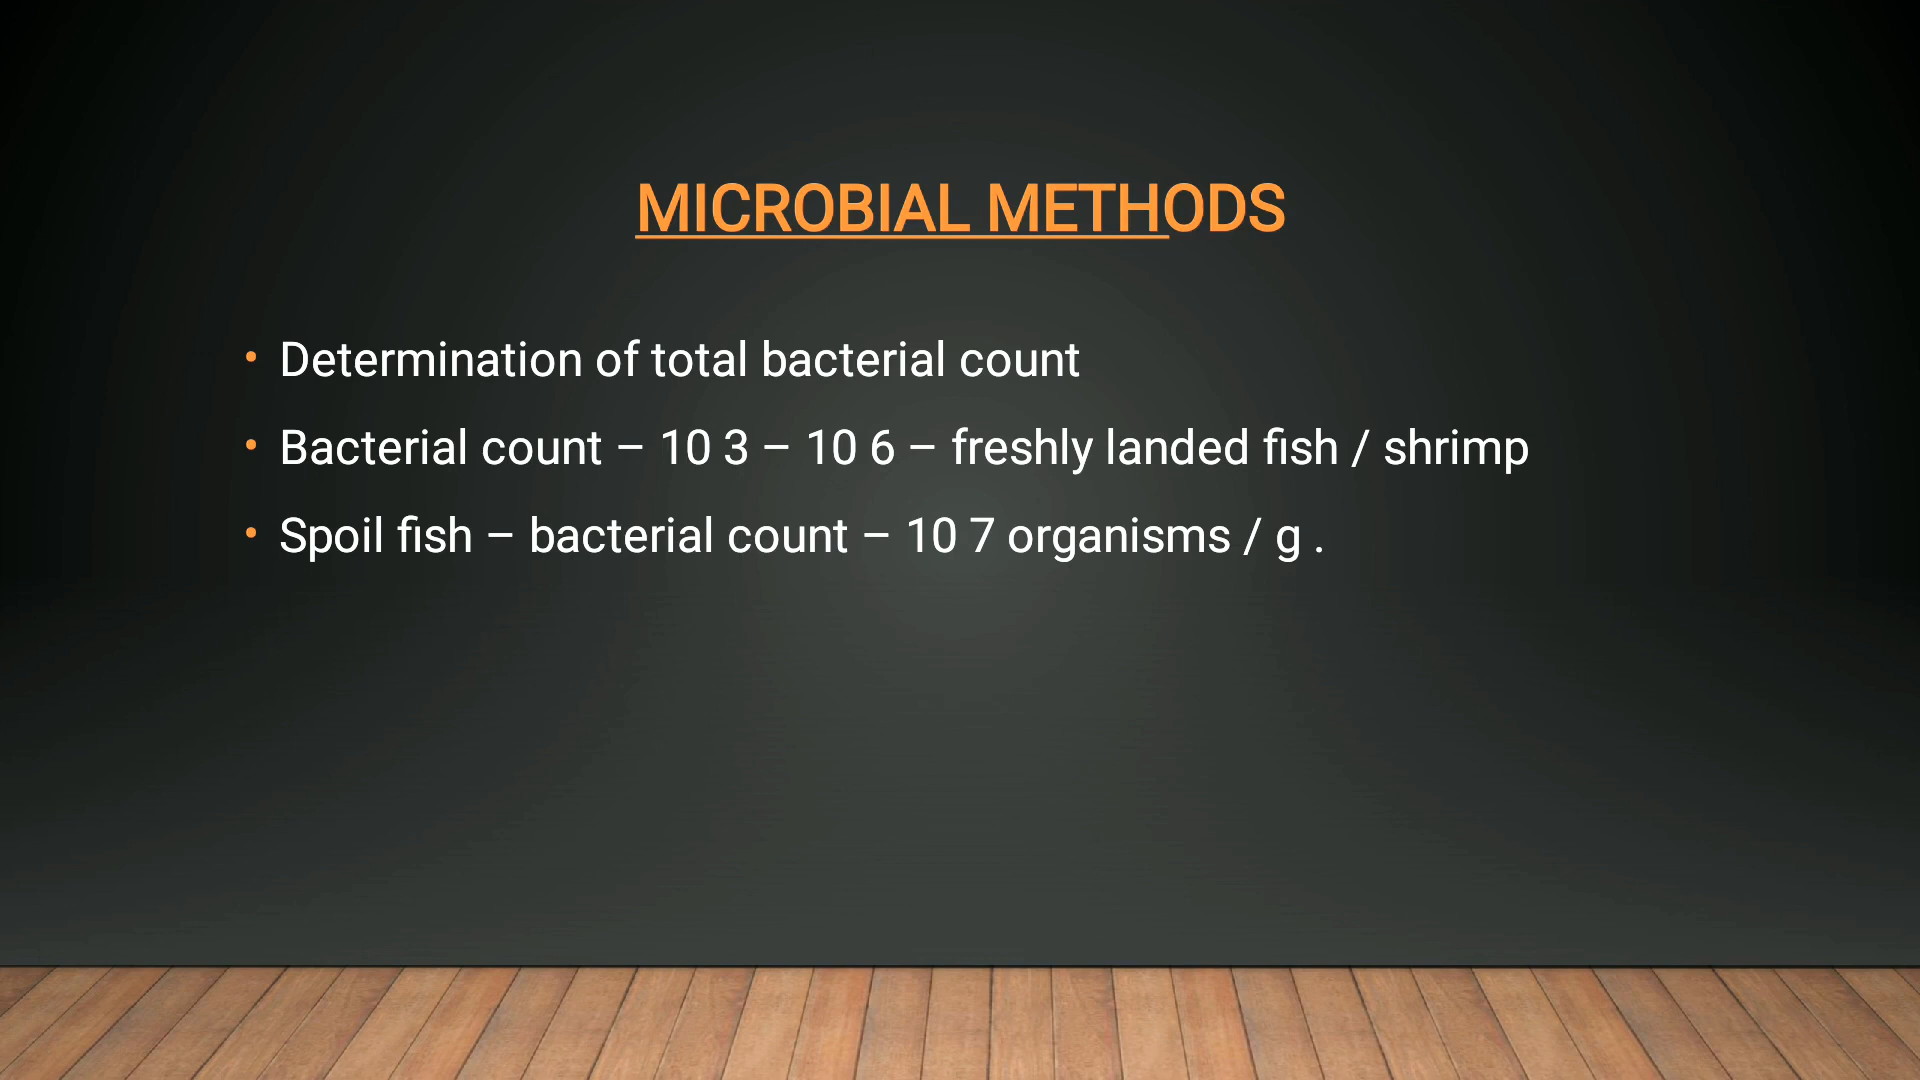 MICROBIAL METHODS
• Determination of total bacterial count
• Bacterial count – 10 3 – 10 6 – freshly landed fish / shrimp
• Spoil fish – bacterial count – 10 7 organisms / g .